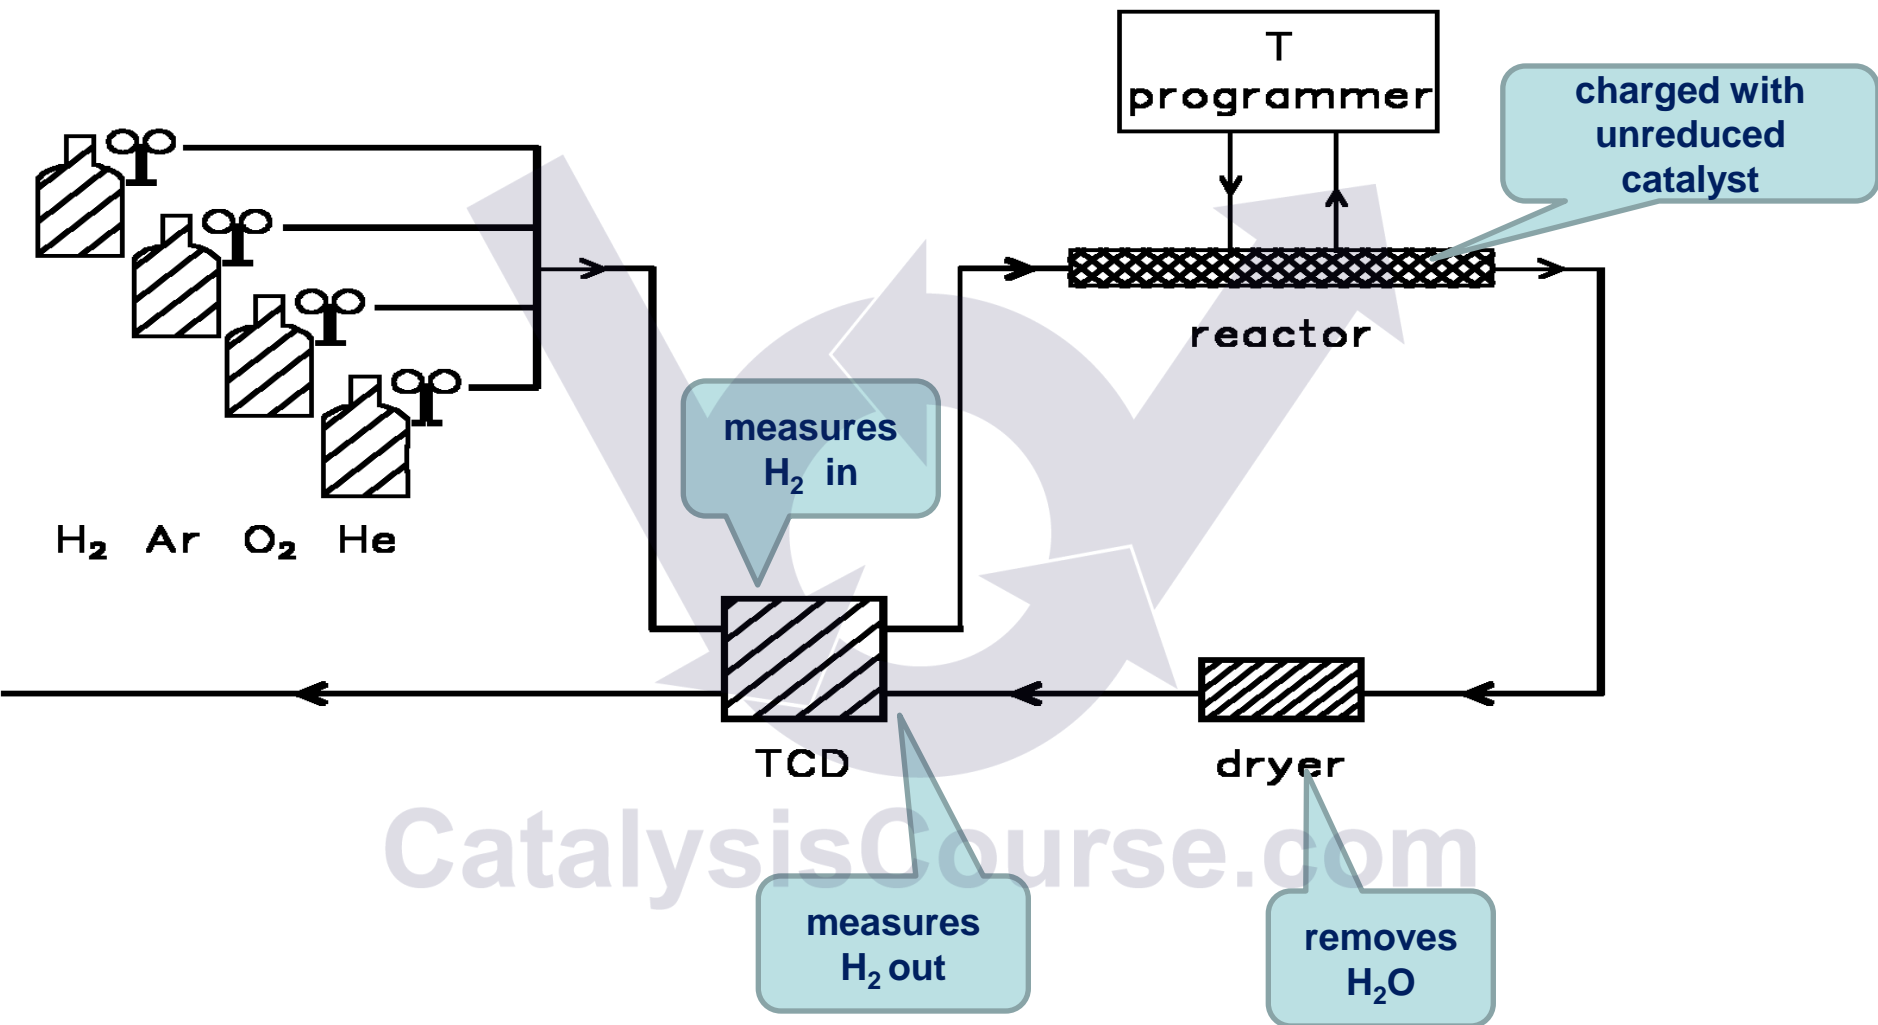 T
programmer
charged with
unreduced
catalyst
reactor
measures
H₂ in
H₂ Ar O₂ He
TCD
dryer
CatalysisCourse.com
measures
H₂ out
removes
H₂O